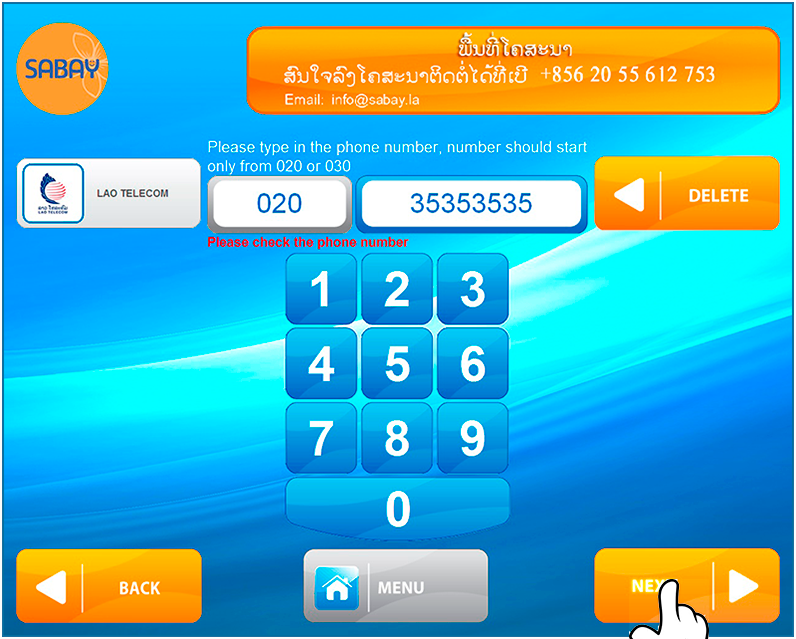 SABAY
ພື້ນທີ່ໂຄສະນາ
ສົນໃຈລົງໂຄສະນາຕິດຕໍ່ໄດ້ທີ່ເບີ +856 20 55 612 753
Email: info@sabay.la
Please type in the phone number, number should start
only from 020 or 030
LAO TELECOM
LAO TELECOM
020
35353535
DELETE
Please check the phone number
1 2 3
4 5 6
7 8 9
0
BACK
MENU